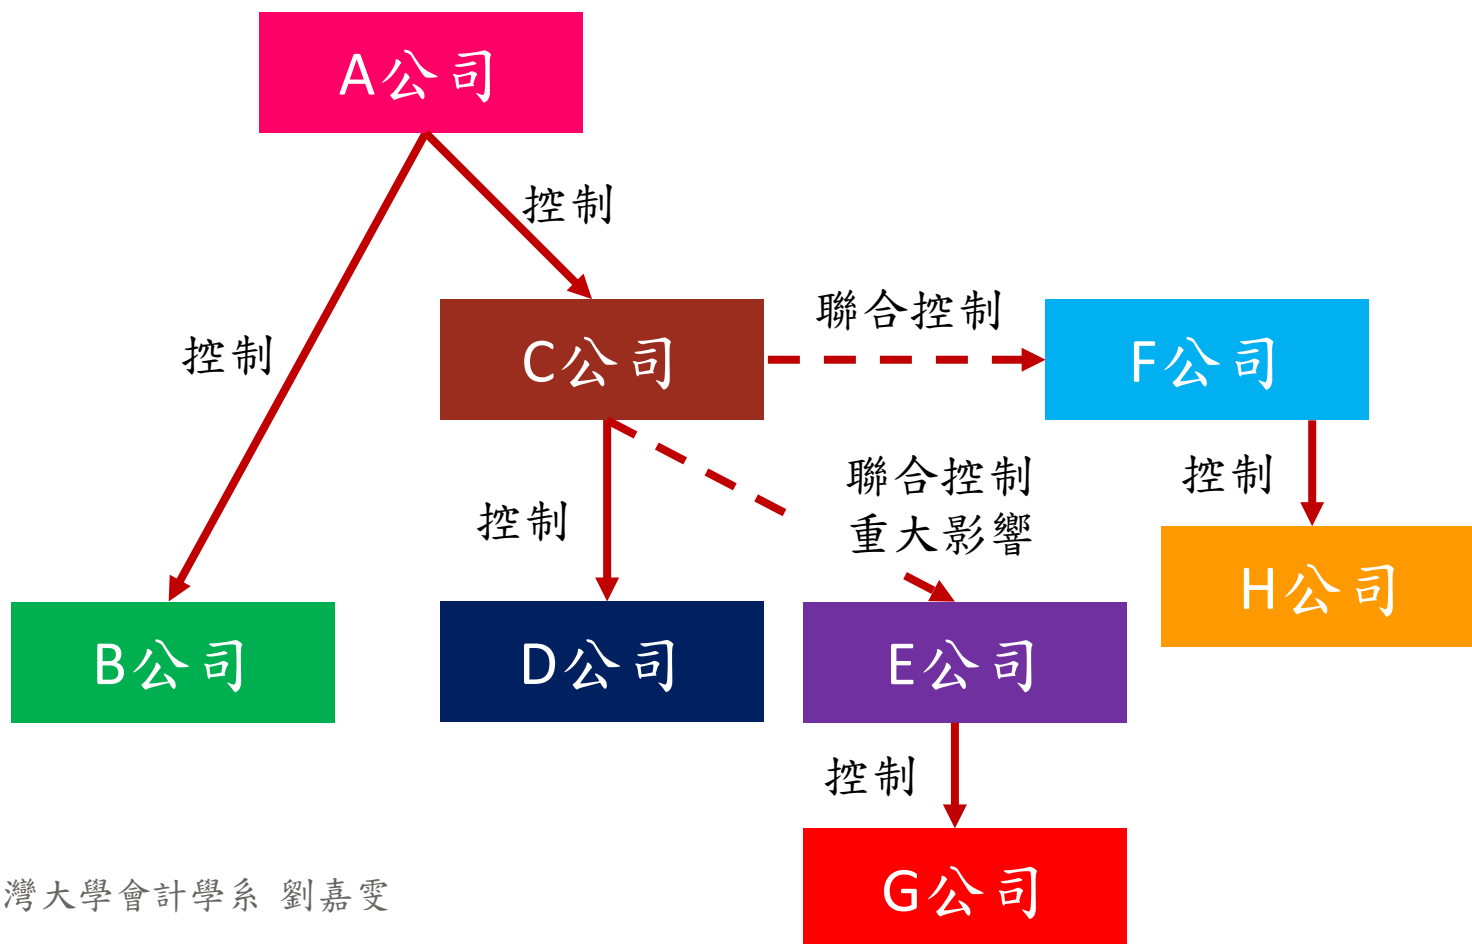 A公司
控制
控制
聯合控制
C公司
F公司
聯合控制
重大影響
控制
控制
H公司
B公司
D公司
E公司
控制
G公司
灣大學會計學系 劉嘉雯